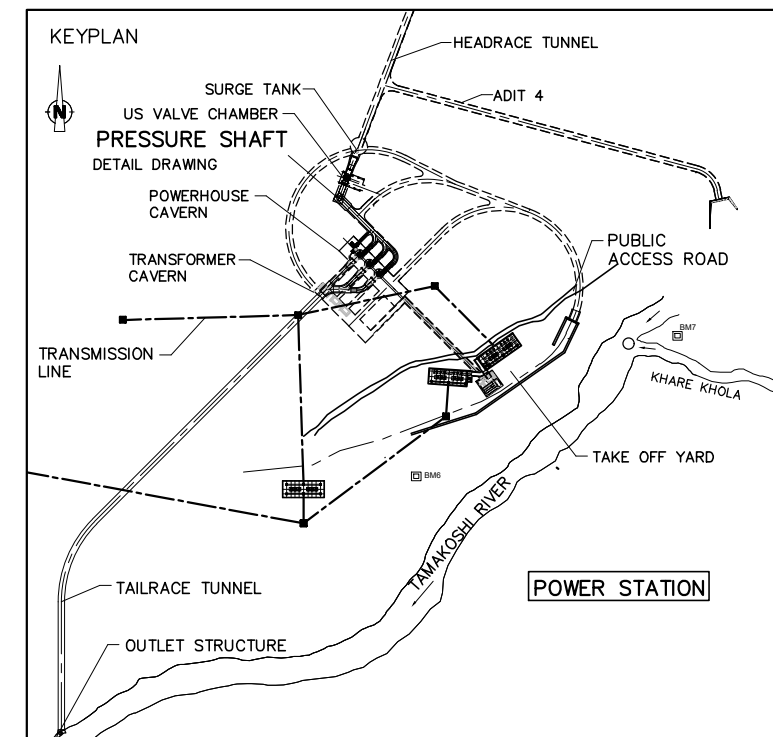 KEYPLAN
HEADRACE TUNNEL
N
SURGE TANK
ADIT 4
US VALVE CHAMBER
PRESSURE SHAFT
DETAIL DRAWING
POWERHOUSE
CAVERN
PUBLIC
ACCESS ROAD
TRANSFORMER
CAVERN
BM7
TRANSMISSION
LINE
KHARE KHOLA
TAKE OFF YARD
BM6
TAMAKOSHI RIVER
POWER STATION
TAILRACE TUNNEL
OUTLET STRUCTURE